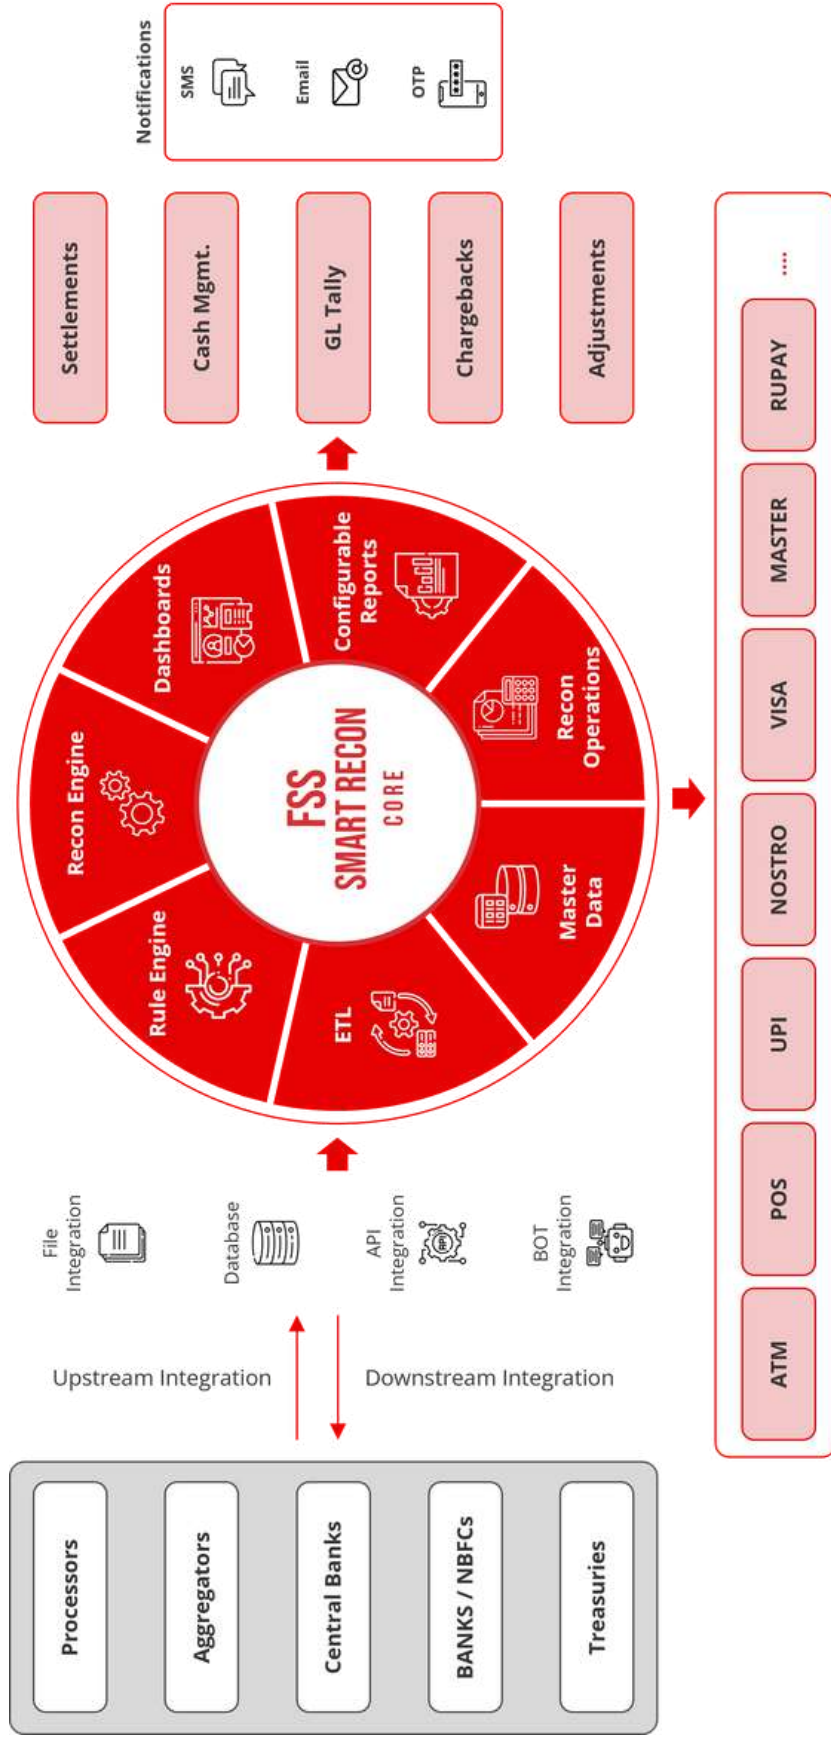 Processors
Aggregators
Central Banks
BANKS / NBFCs
Treasuries
Upstream Integration
Downstream Integration
File
Integration
Database
API
Integration
BOT
Integration
Rule Engine
Recon Engine
Dashboards
Configurable
Reports
Recon
Operations
Master
Data
ETL
FSS
SMART RECON
CORE
Settlements
Cash Mgmt.
GL Tally
Chargebacks
Adjustments
Notifications
SMS
Email
OTP
ATM
POS
UPI
NOSTRO
VISA
MASTER
RUPAY
....
API